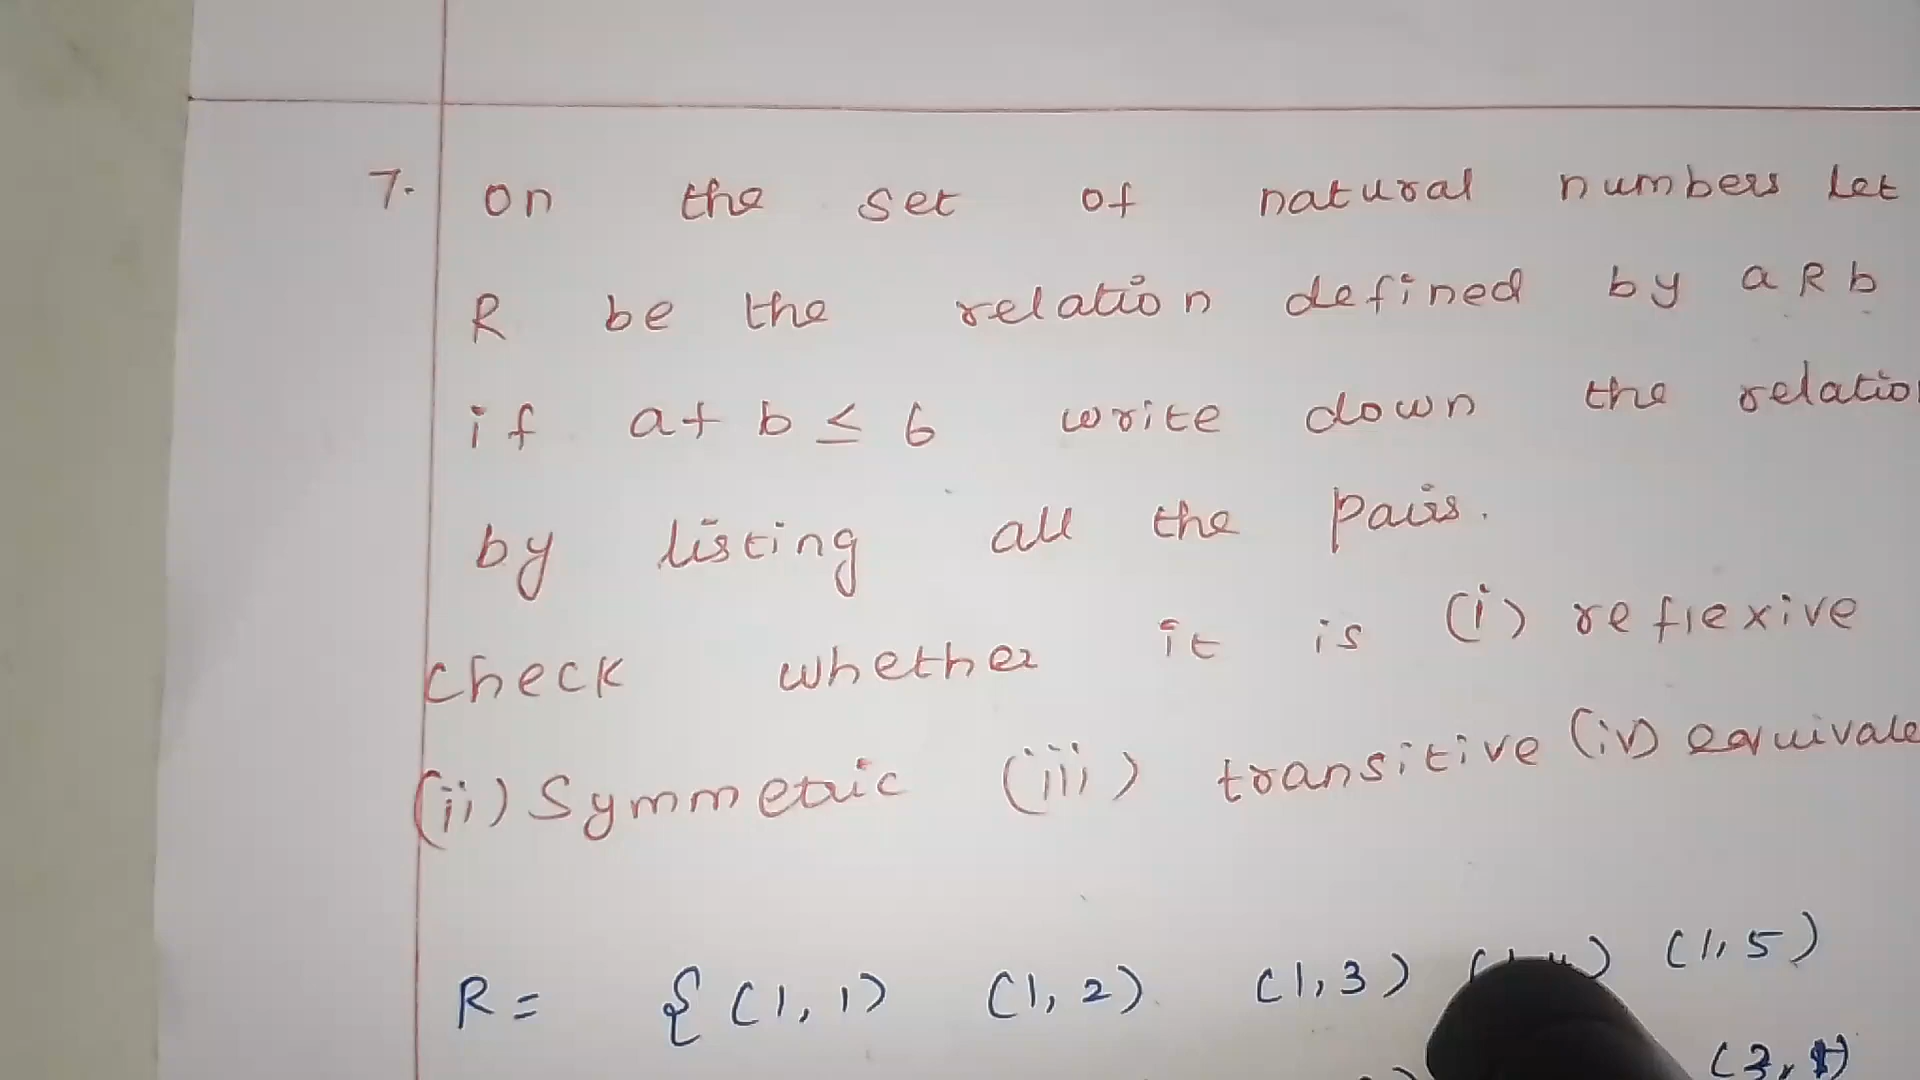 7. On the set of natural numbers let
R be the relation defined by aRb
if a+ b ≤ 6 write down the relatio
by listing all the pairs.
check whether it is (i) reflexive
(ii) Symmetric (iii) transitive (iv) equivale
R = { (1, 1) (1, 2) (1, 3) (1, 5)